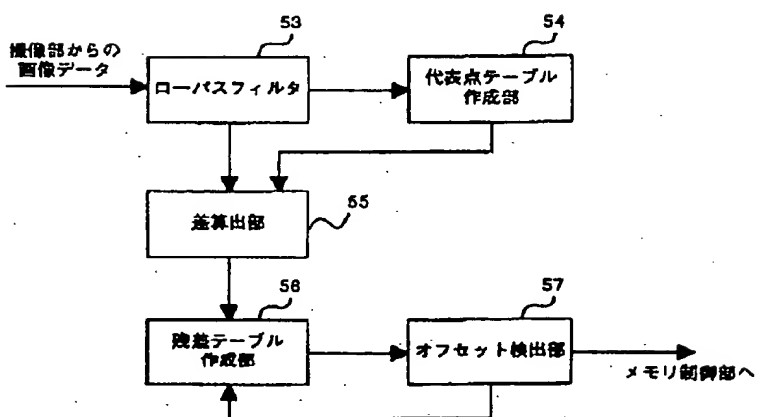 53
撮像部からの
画像データ
ローパスフィルタ
54
代表点テーブル
作成部
55
差算出部
56
残差テーブル
作成部
57
オフセット検出部
メモリ制御部へ